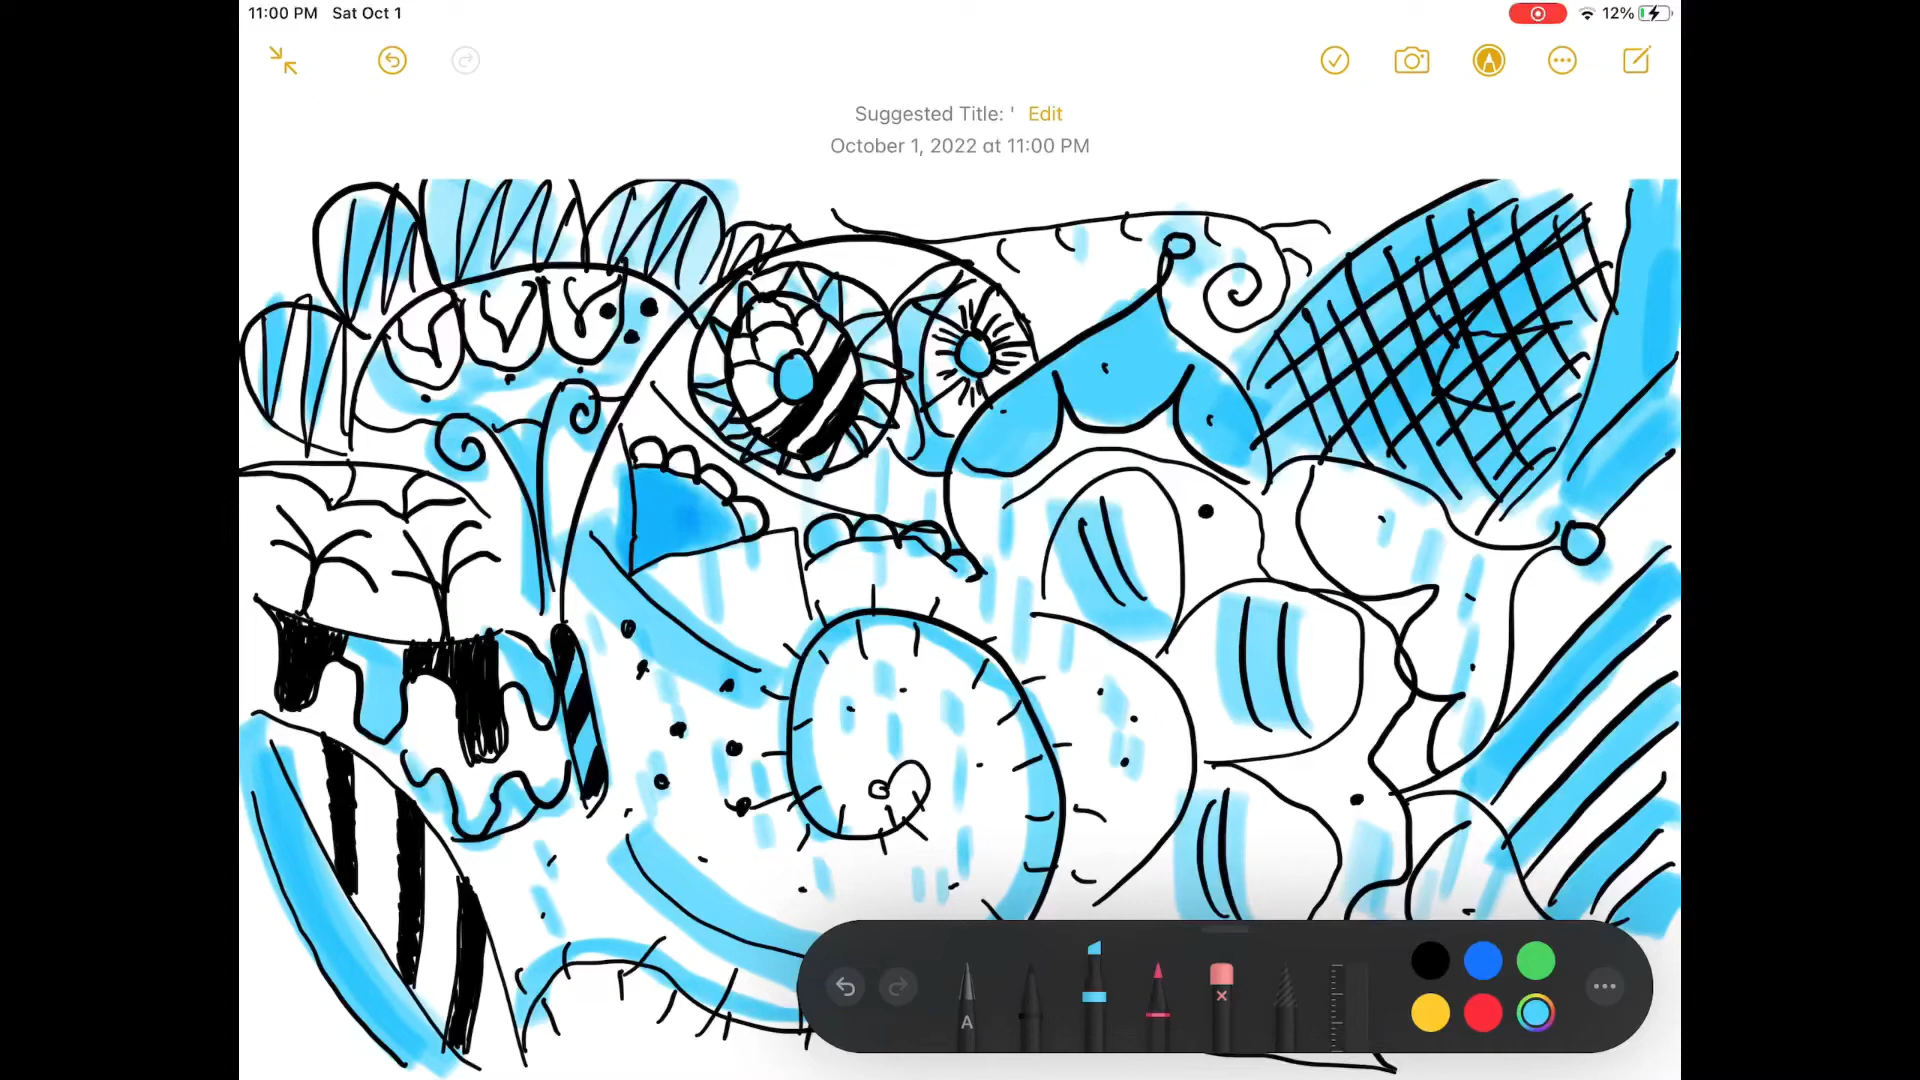 11:00 PM Sat Oct 1
12%
Suggested Title: ' Edit
October 1, 2022 at 11:00 PM
A